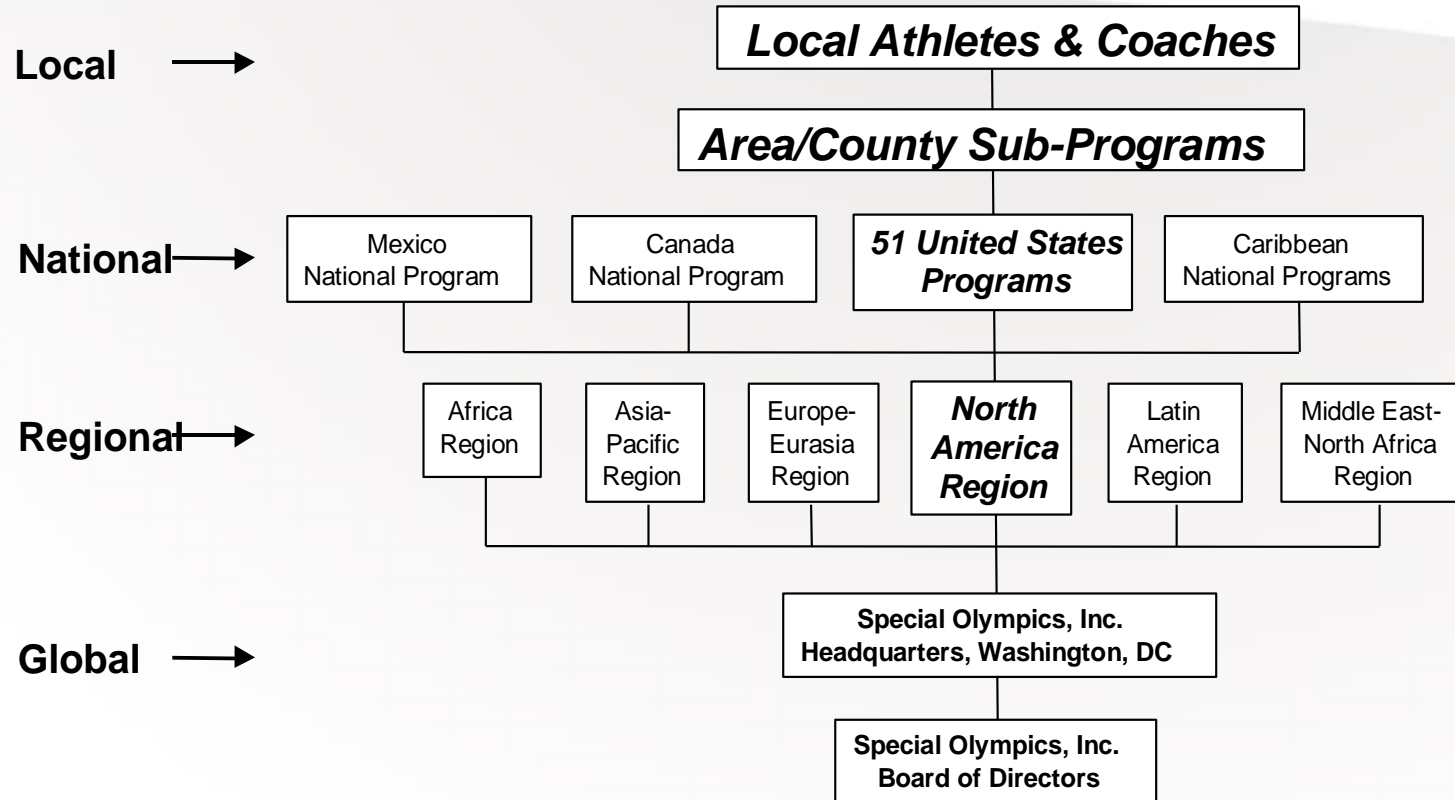 Local
Local Athletes & Coaches
Area/County Sub-Programs
National
Mexico
National Program
Canada
National Program
51 United States
Programs
Caribbean
National Programs
Regional
Africa
Region
Asia-
Pacific
Region
Europe-
Eurasia
Region
North
America
Region
Latin
America
Region
Middle East-
North Africa
Region
Global
Special Olympics, Inc.
Headquarters, Washington, DC
Special Olympics, Inc.
Board of Directors